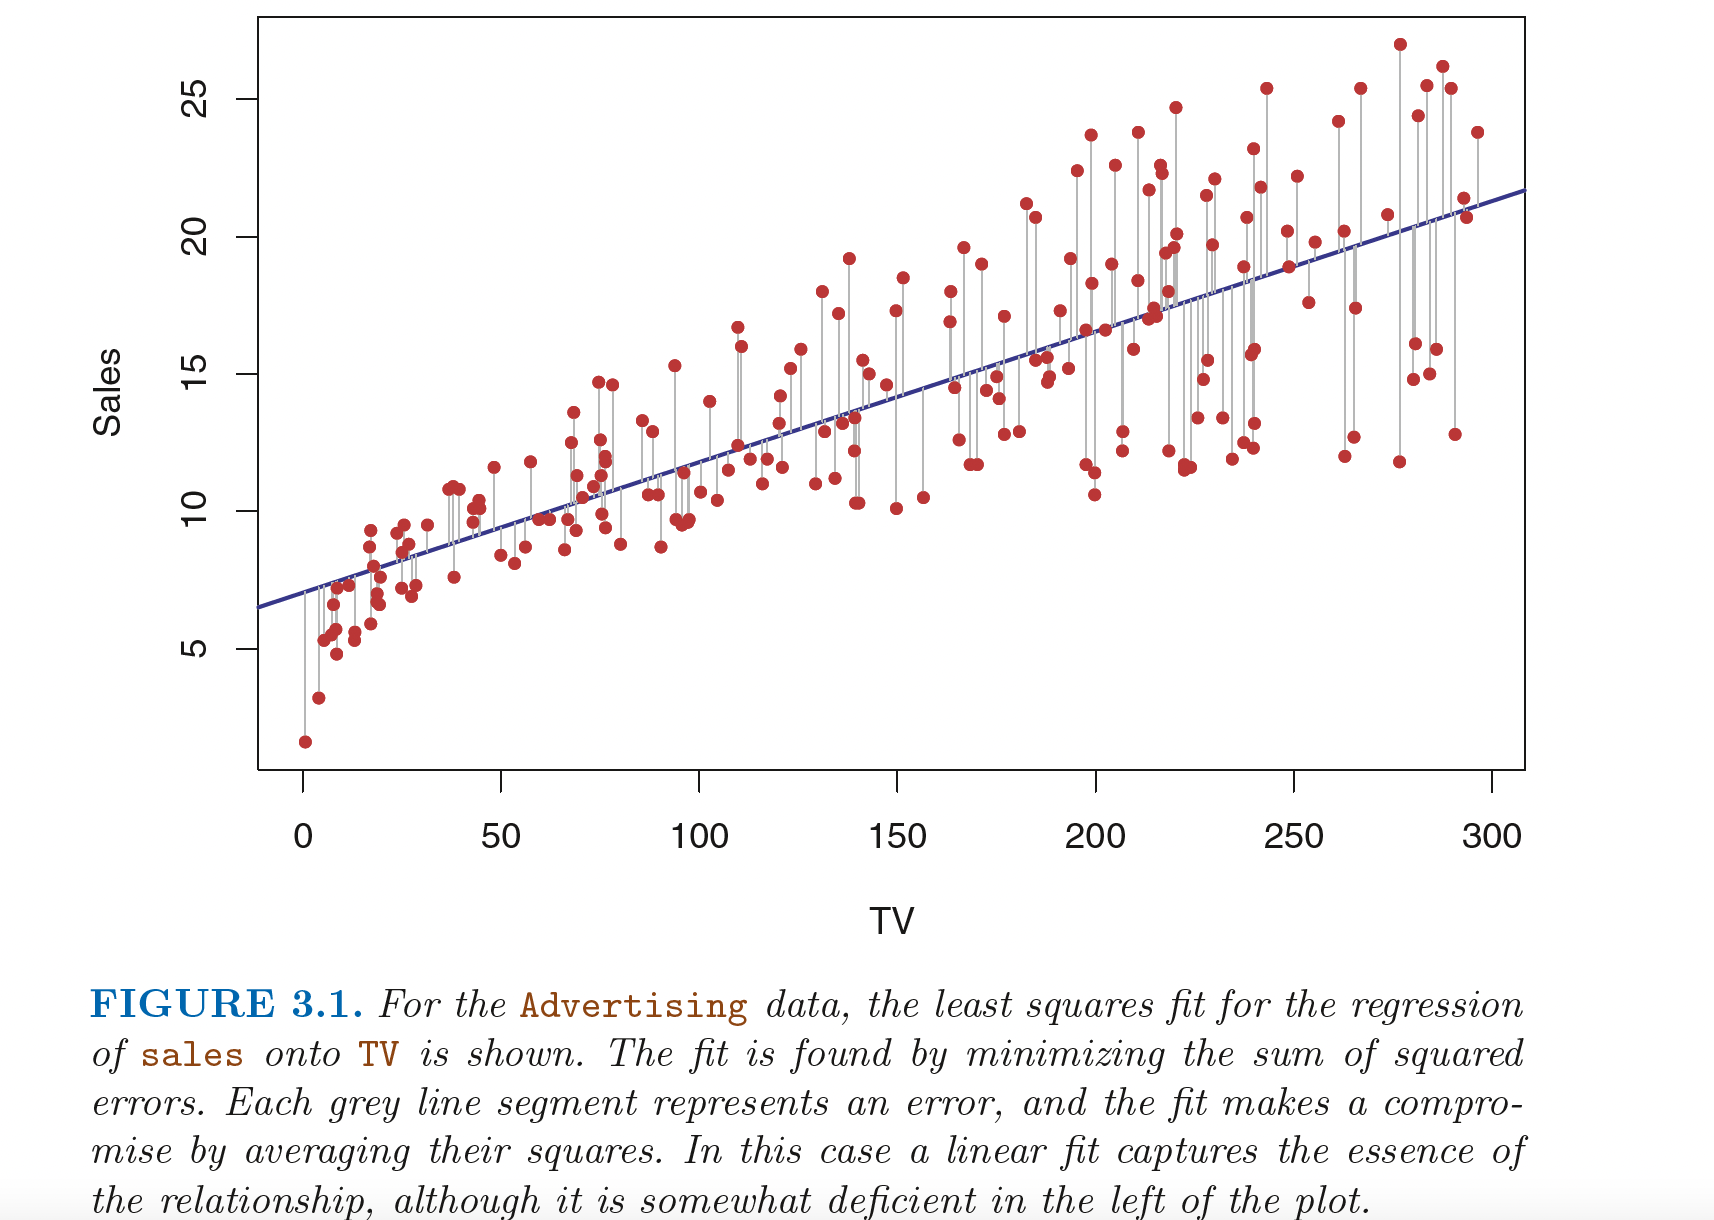 25
20
15
10
5
Sales
0 50 100 150 200 250 300
TV
FIGURE 3.1. For the Advertising data, the least squares fit for the regression
of sales onto TV is shown. The fit is found by minimizing the sum of squared
errors. Each grey line segment represents an error, and the fit makes a compro-
mise by averaging their squares. In this case a linear fit captures the essence of
the relationship, although it is somewhat deficient in the left of the plot.